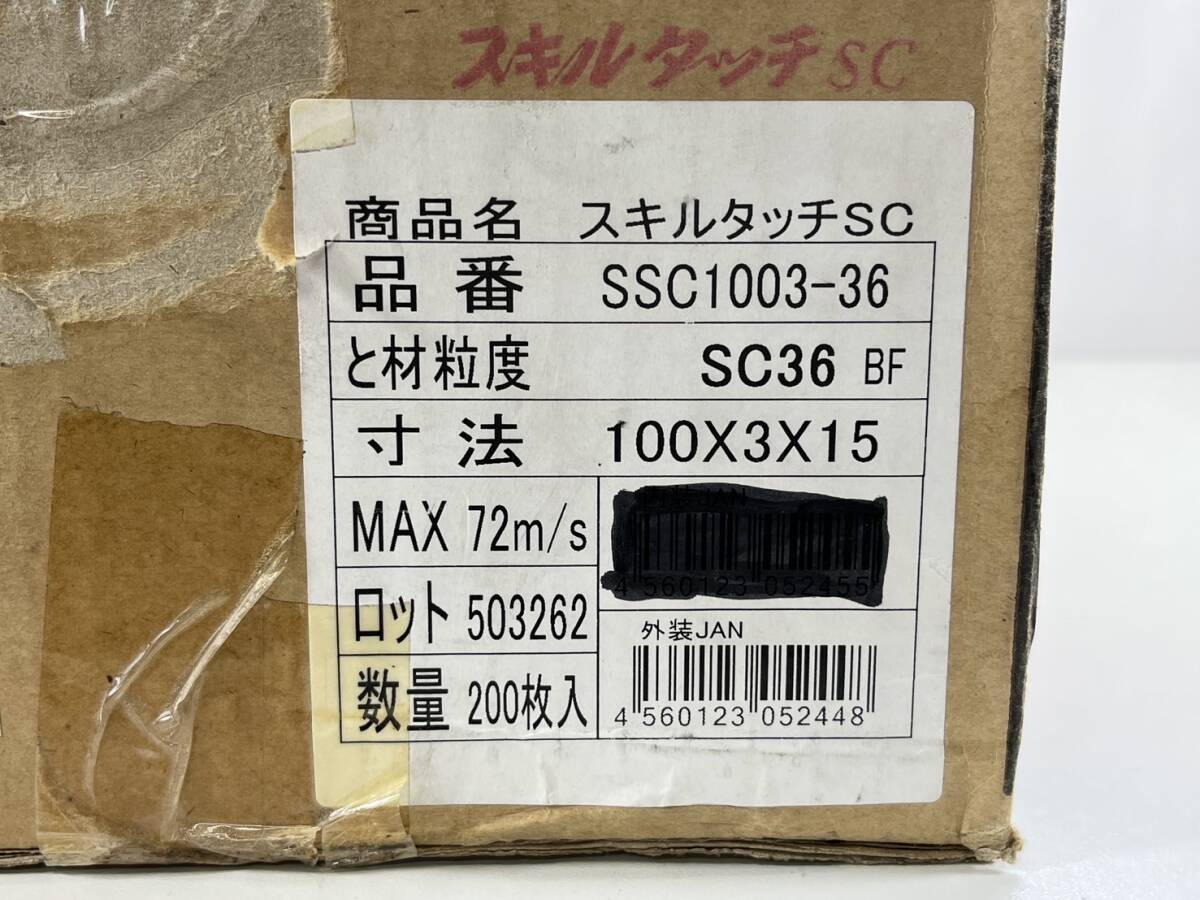 スキルタッチSC
商品名 スキルタッチSC
品番 SSC1003-36
と材粒度 SC36 BF
寸法 100X3X15
MAX 72m/s
ロット 503262
数量 200枚入
JAN
4 560123 052455
外装JAN
4 560123 052448